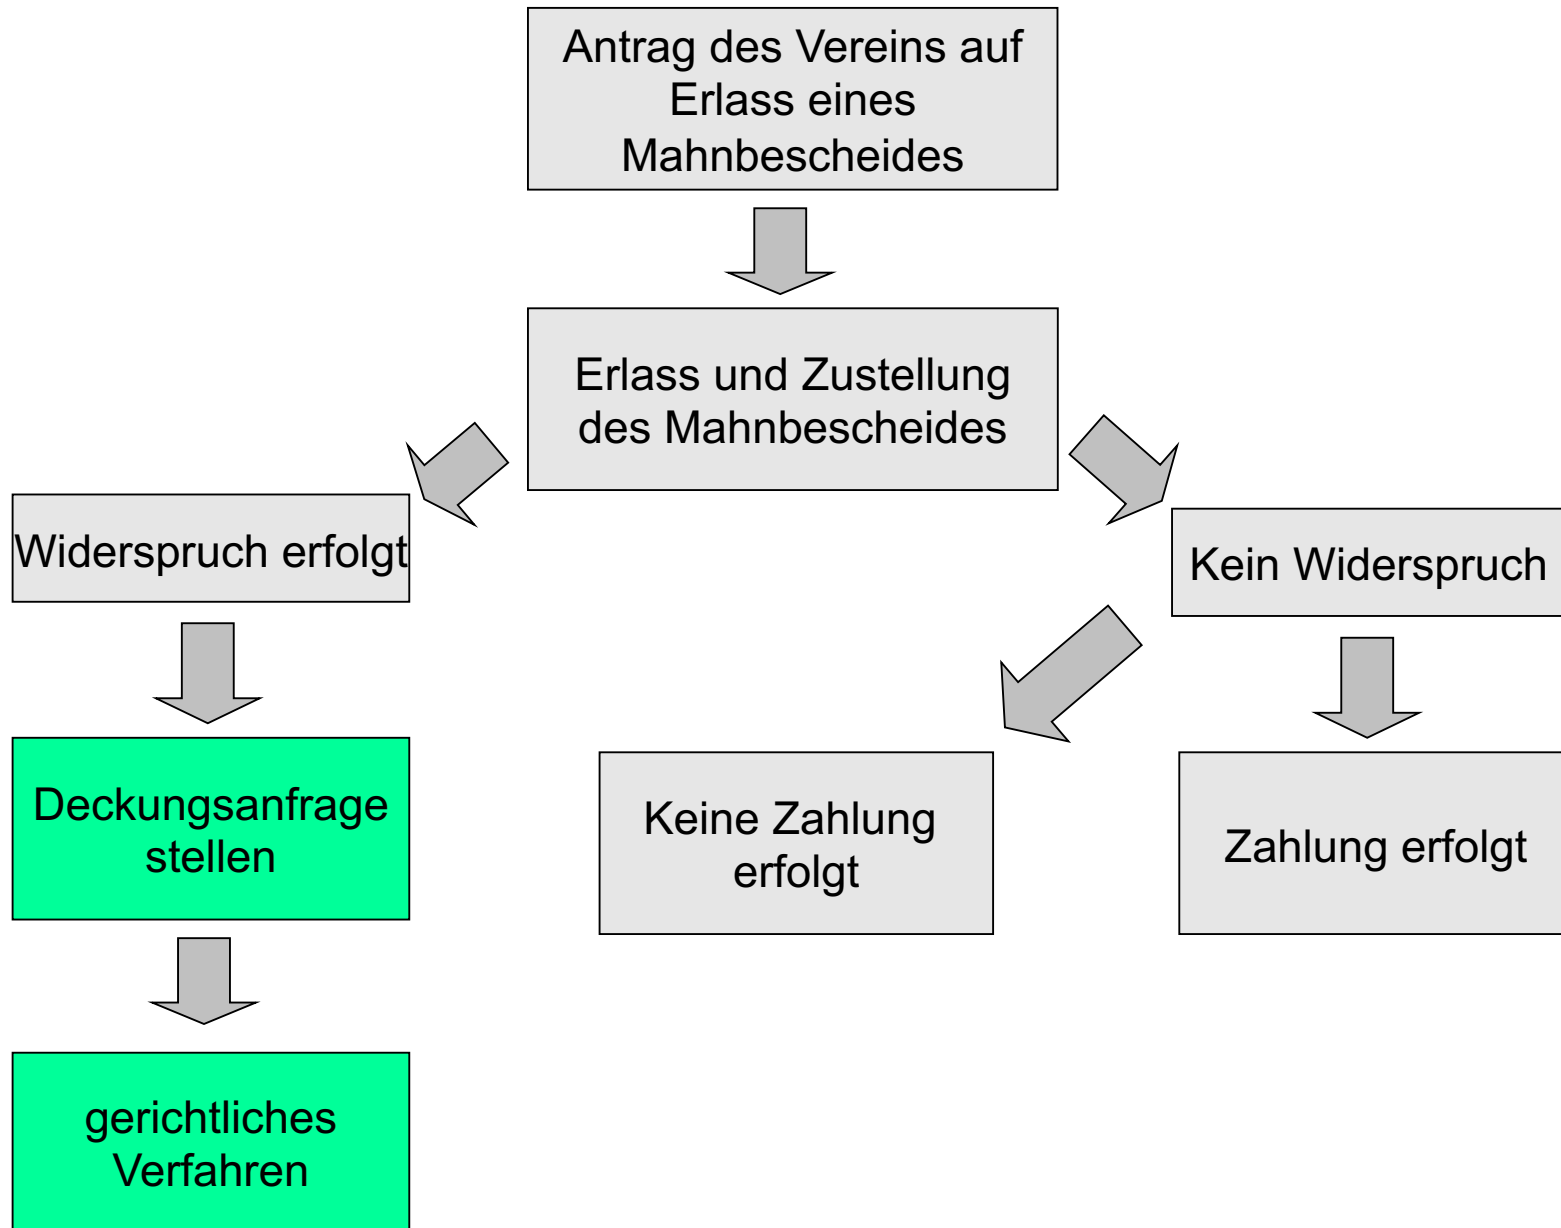 Antrag des Vereins auf
Erlass eines
Mahnbescheides
Erlass und Zustellung
des Mahnbescheides
Widerspruch erfolgt
Kein Widerspruch
Deckungsanfrage
stellen
Keine Zahlung
erfolgt
Zahlung erfolgt
gerichtliches
Verfahren